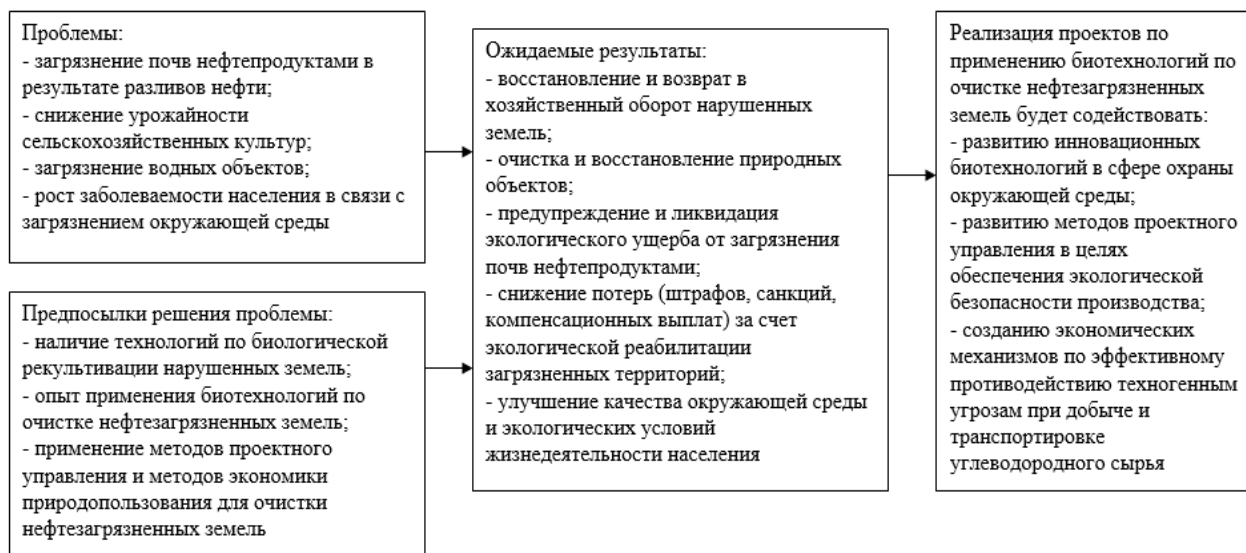 Проблемы:
- загрязнение почв нефтепродуктами в
результате разливов нефти;
- снижение урожайности
сельскохозяйственных культур;
- загрязнение водных объектов;
- рост заболеваемости населения в связи с
загрязнением окружающей среды
Предпосылки решения проблемы:
- наличие технологий по биологической
рекультивации нарушенных земель;
- опыт применения биотехнологий по
очистке нефтезагрязненных земель;
- применение методов проектного
управления и методов экономики
природопользования для очистки
нефтезагрязненных земель
Ожидаемые результаты:
- восстановление и возврат в
хозяйственный оборот нарушенных
земель;
- очистка и восстановление природных
объектов;
- предупреждение и ликвидация
экологического ущерба от загрязнения
почв нефтепродуктами;
- снижение потерь (штрафов, санкций,
компенсационных выплат) за счет
экологической реабилитации
загрязненных территорий;
- улучшение качества окружающей среды
и экологических условий
жизнедеятельности населения
Реализация проектов по
применению биотехнологий по
очистке нефтезагрязненных
земель будет содействовать:
- развитию инновационных
биотехнологий в сфере охраны
окружающей среды;
- развитию методов проектного
управления в целях
обеспечения экологической
безопасности производства;
- созданию экономических
механизмов по эффективному
противодействию техногенным
угрозам при добыче и
транспортировке
углеводородного сырья